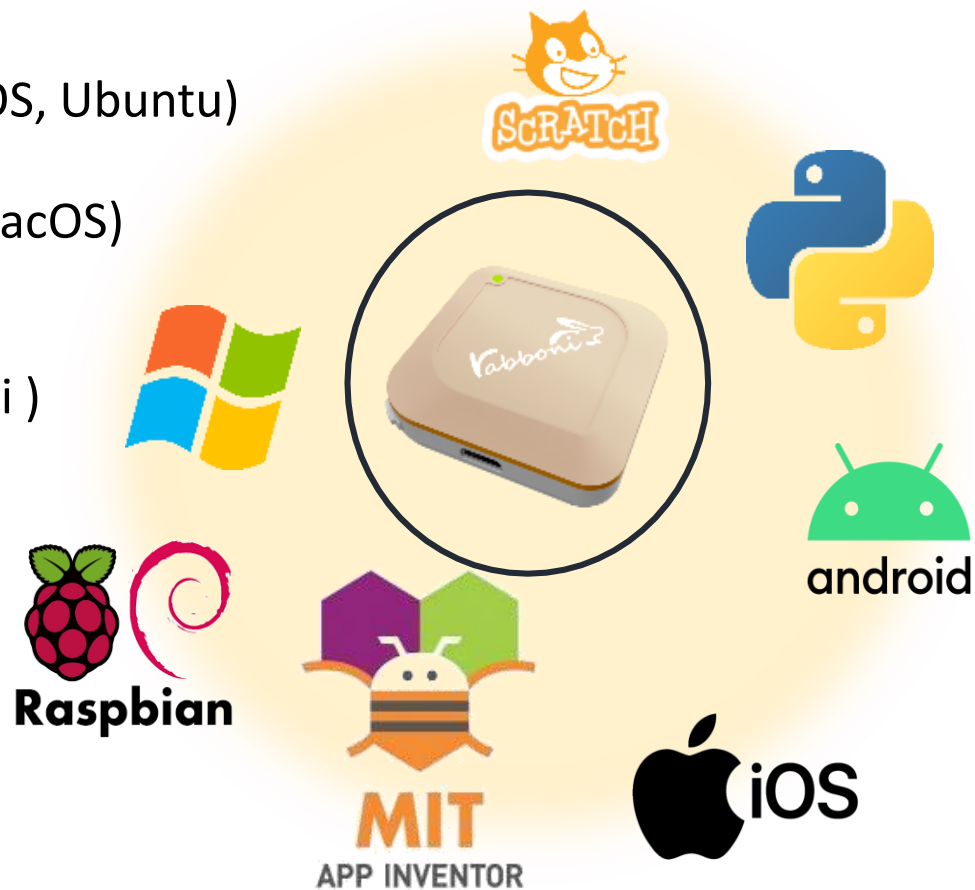 OS, Ubuntu)
acOS)
i )
SCRATCH
rabboni
android
Raspbian
MIT
APP INVENTOR
iOS